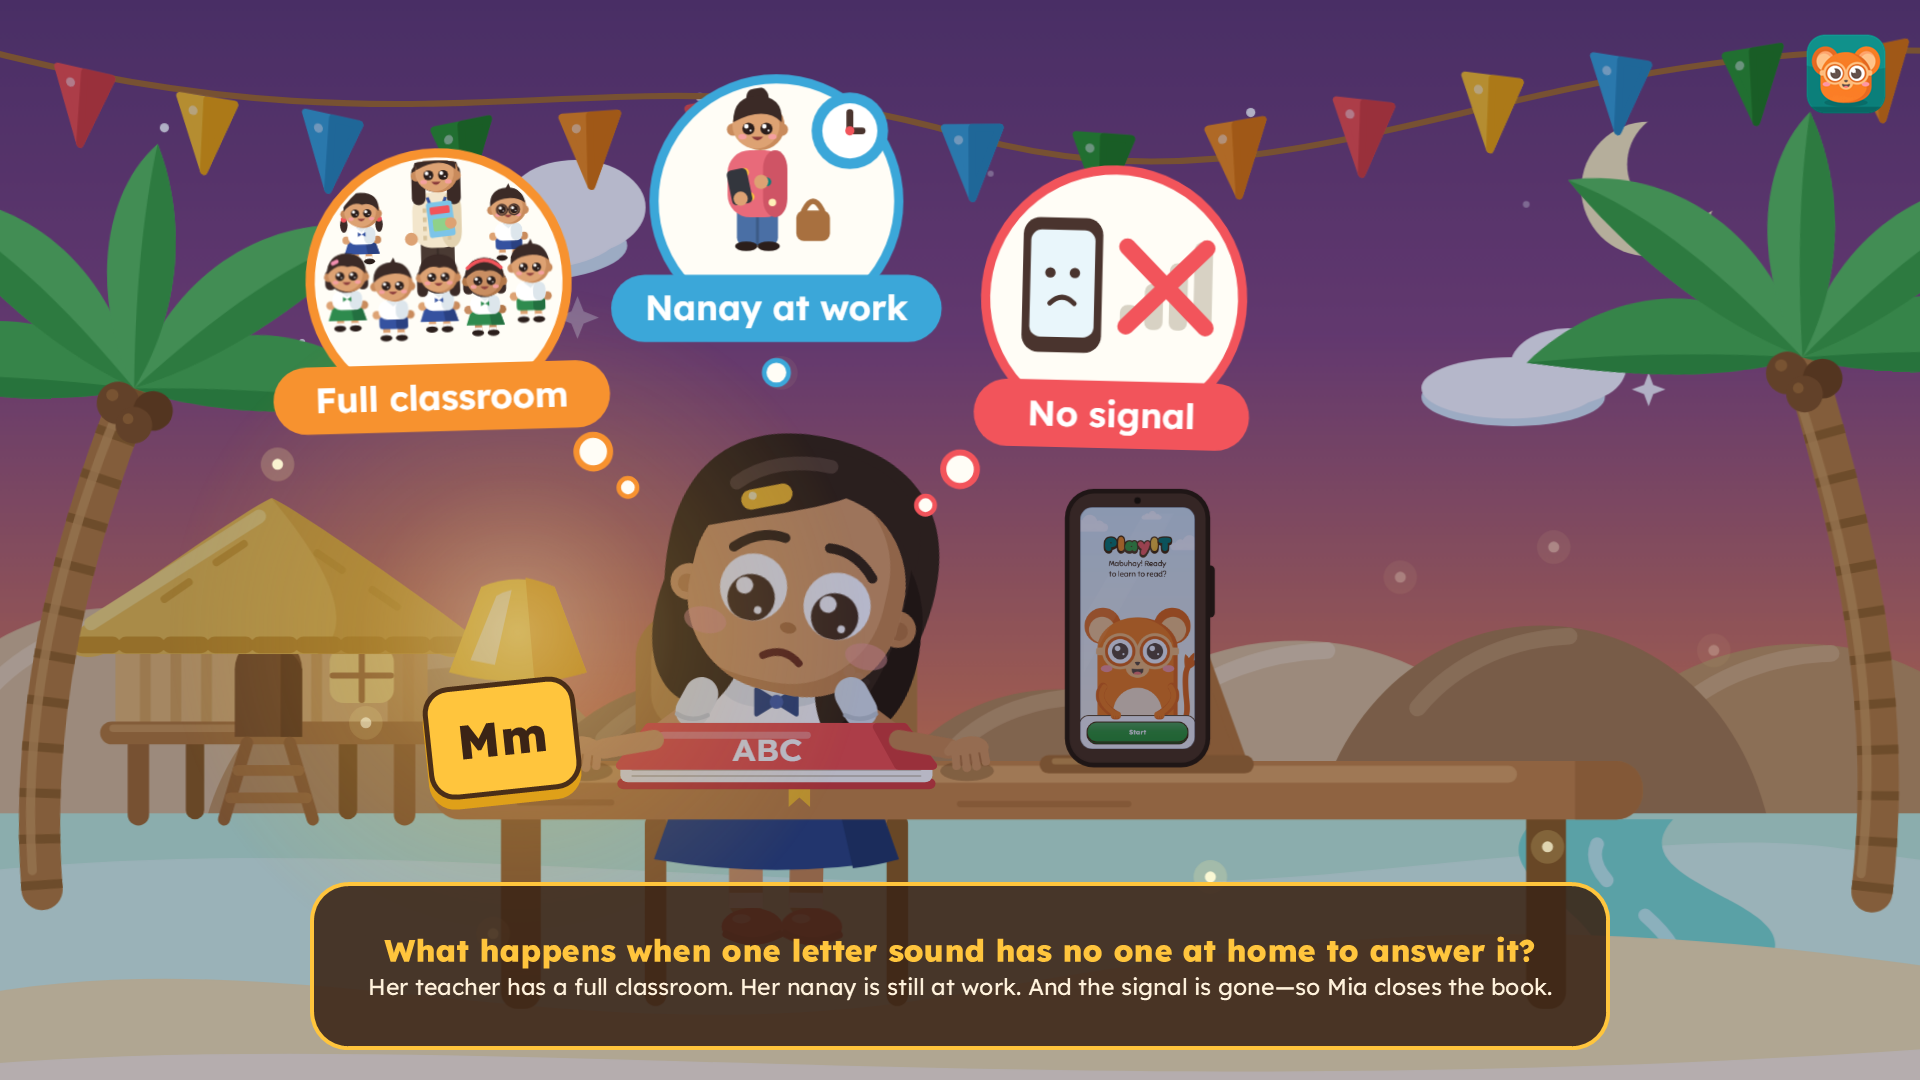 Nanay at work
Full classroom
No signal
PlayIT
Mabuhay! Ready
to learn to read?
Start
Mm
ABC
What happens when one letter sound has no one at home to answer it?
Her teacher has a full classroom. Her nanay is still at work. And the signal is gone—so Mia closes the book.